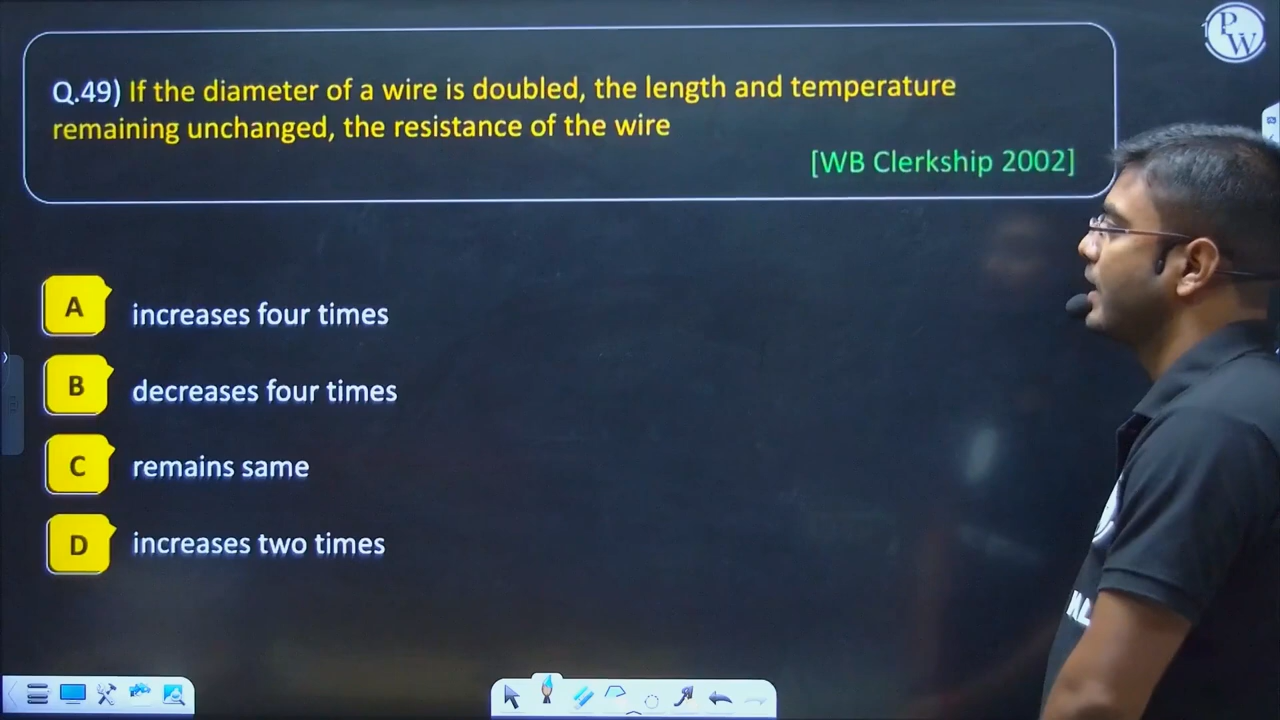 PW
Q.49) If the diameter of a wire is doubled, the length and temperature
remaining unchanged, the resistance of the wire
[WB Clerkship 2002]
A increases four times
B decreases four times
C remains same
D increases two times